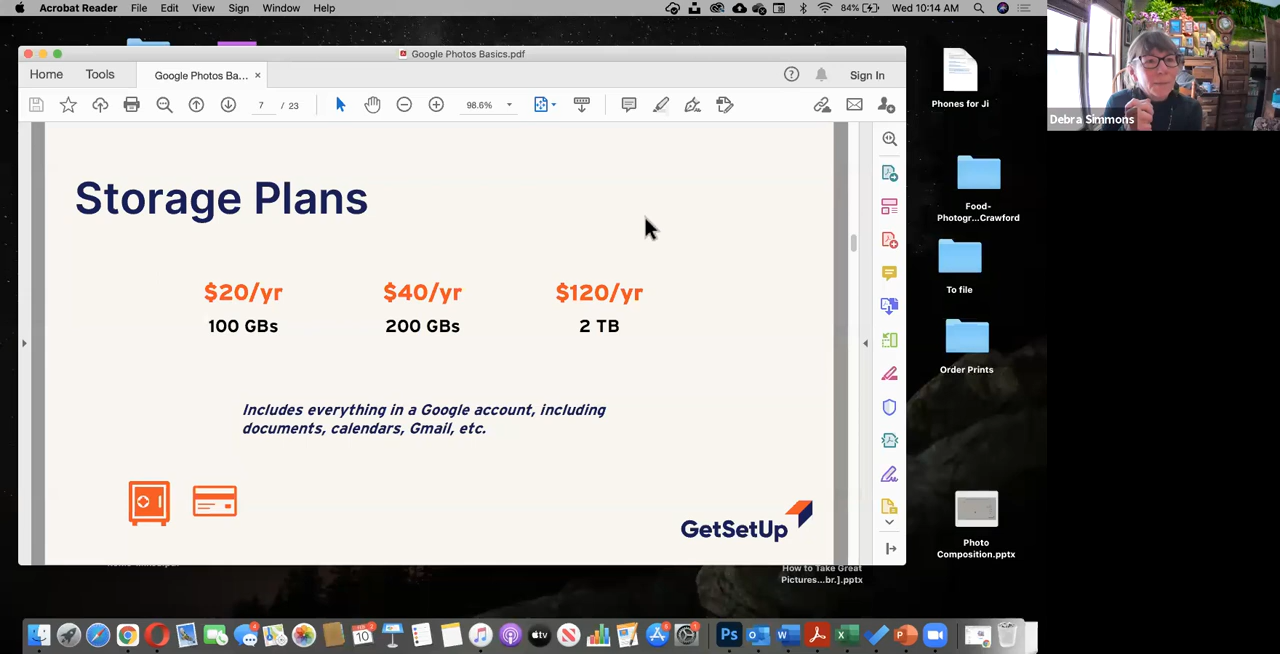 Acrobat Reader File Edit View Sign Window Help
84% Wed 10:14 AM
Google Photos Basics.pdf
Home Tools Google Photos Ba... ×
Sign In
7 / 23 98.6%
Storage Plans
$20/yr $40/yr $120/yr
100 GBs 200 GBs 2 TB
Includes everything in a Google account, including
documents, calendars, Gmail, etc.
GetSetUp
Debra Simmons
Phones for Ji
Food-
Photogr...Crawford
To file
Order Prints
Photo
Composition.pptx
How to Take Great
Pictures...br.].pptx